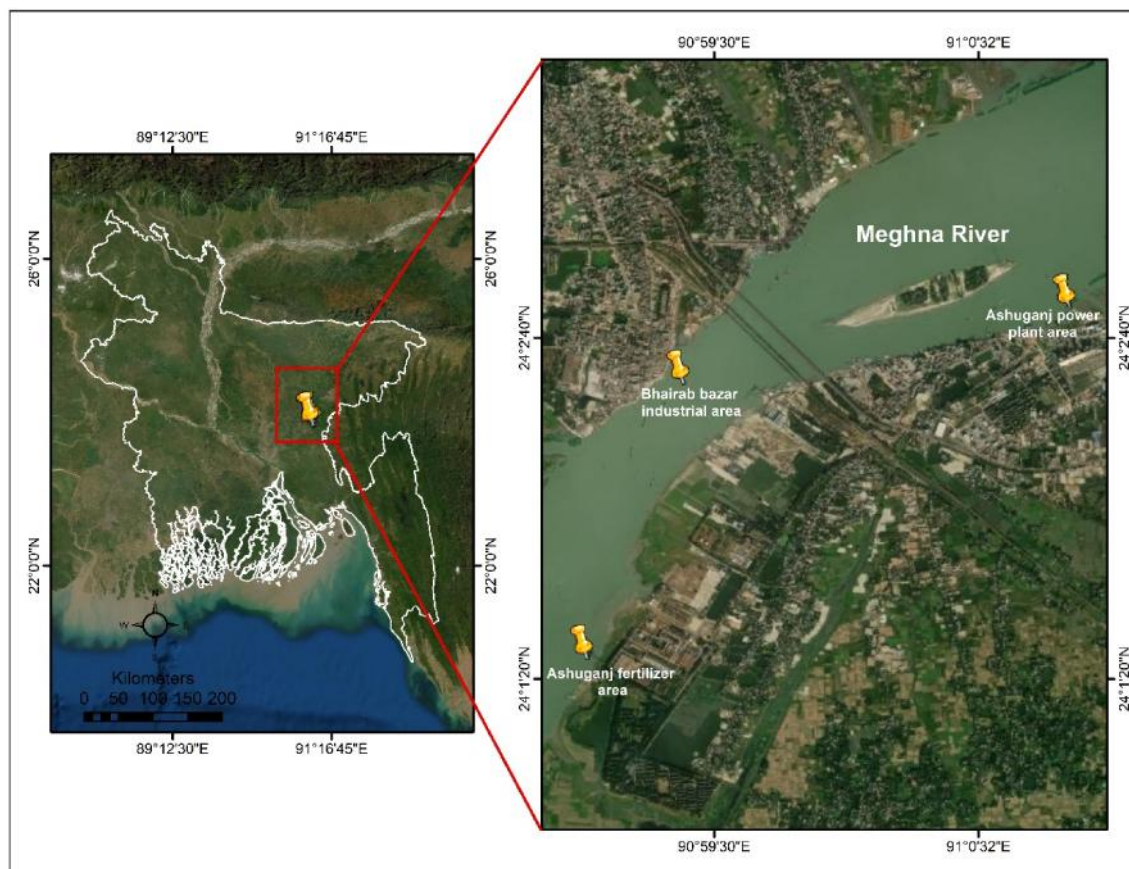 89°12'30"E 91°16'45"E
26°0'0"N
26°0'0"N
22°0'0"N
22°0'0"N
N
W
Kilometers
0 50 100 150 200
89°12'30"E 91°16'45"E
90°59'30"E 91°0'32"E
Meghna River
Ashuganj power
plant area
24°2'40"N
24°2'40"N
Bhairab bazar
industrial area
Ashuganj fertilizer
area
24°1'20"N
24°1'20"N
90°59'30"E 91°0'32"E